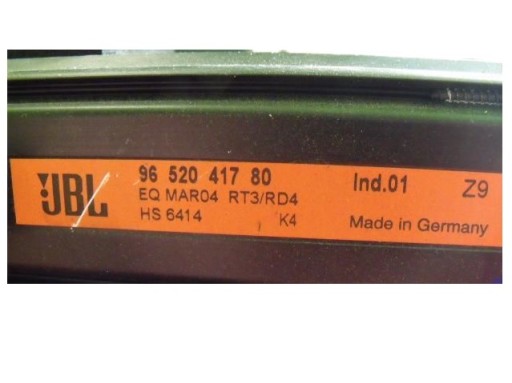 JBL 96 520 417 80 Ind.01 Z9
EQ MAR04 RT3/RD4
HS 6414 K4 Made in Germany